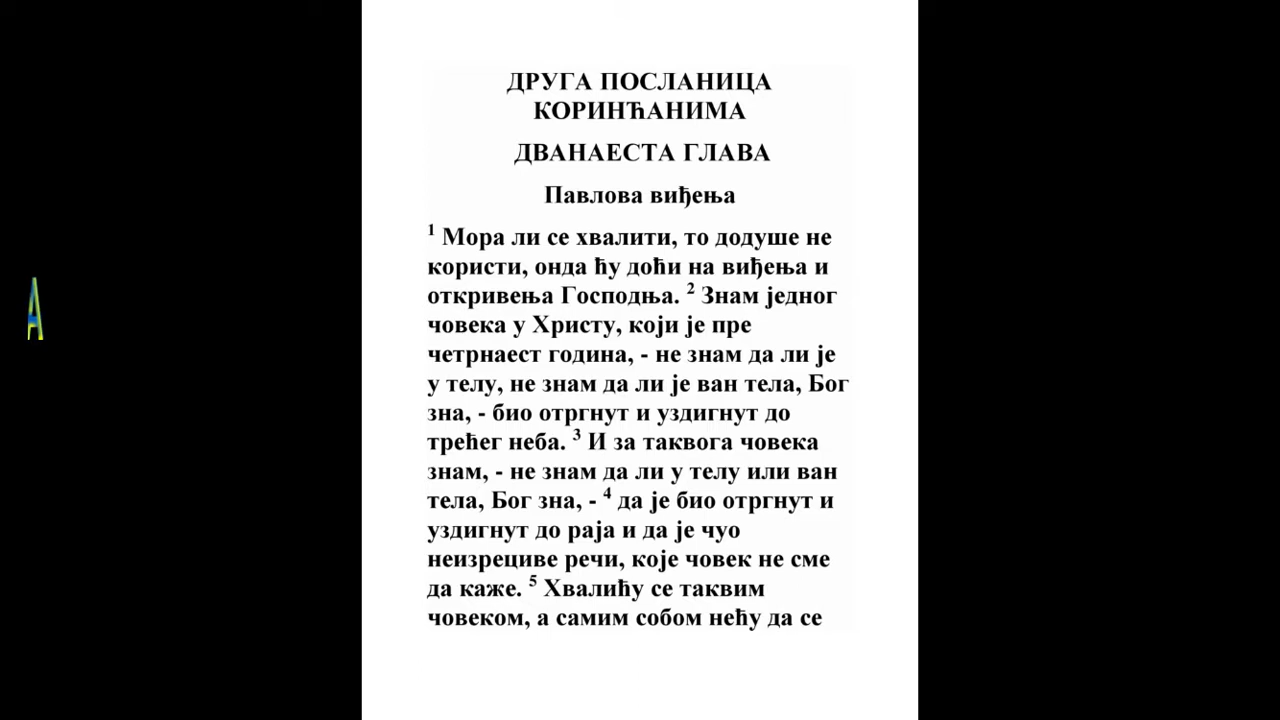 ДРУГА ПОСЛАНИЦА
КОРИНЋАНИМА
ДВАНАЕСТА ГЛАВА
Павлова виђења
¹ Мора ли се хвалити, то додуше не
користи, онда ћу доћи на виђења и
откривења Господња. ² Знам једног
човека у Христу, који је пре
четрнаест година, - не знам да ли је
у телу, не знам да ли је ван тела, Бог
зна, - био отргнут и уздигнут до
трећег неба. ³ И за таквога човека
знам, - не знам да ли у телу или ван
тела, Бог зна, - ⁴ да је био отргнут и
уздигнут до раја и да је чуо
неизрециве речи, које човек не сме
да каже. ⁵ Хвалићу се таквим
човеком, а самим собом нећу да се
A